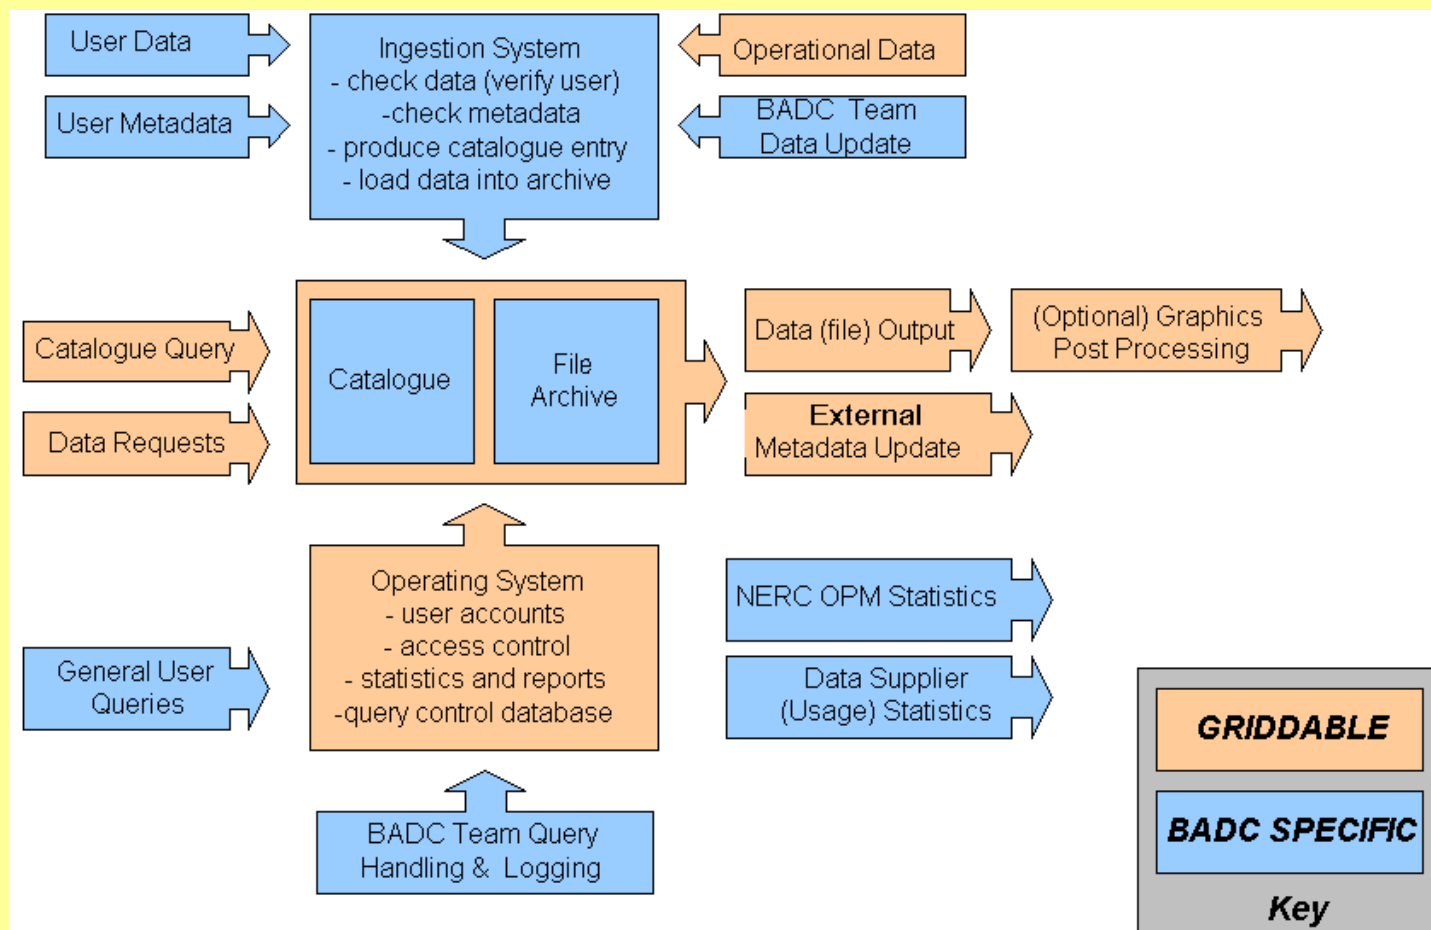 User Data
User Metadata
Ingestion System
- check data (verify user)
-check metadata
- produce catalogue entry
- load data into archive
Operational Data
BADC Team
Data Update
Catalogue Query
Data Requests
Catalogue
File
Archive
Data (file) Output
(Optional) Graphics
Post Processing
External
Metadata Update
General User
Queries
Operating System
- user accounts
- access control
- statistics and reports
-query control database
NERC OPM Statistics
Data Supplier
(Usage) Statistics
BADC Team Query
Handling & Logging
GRIDDABLE
BADC SPECIFIC
Key